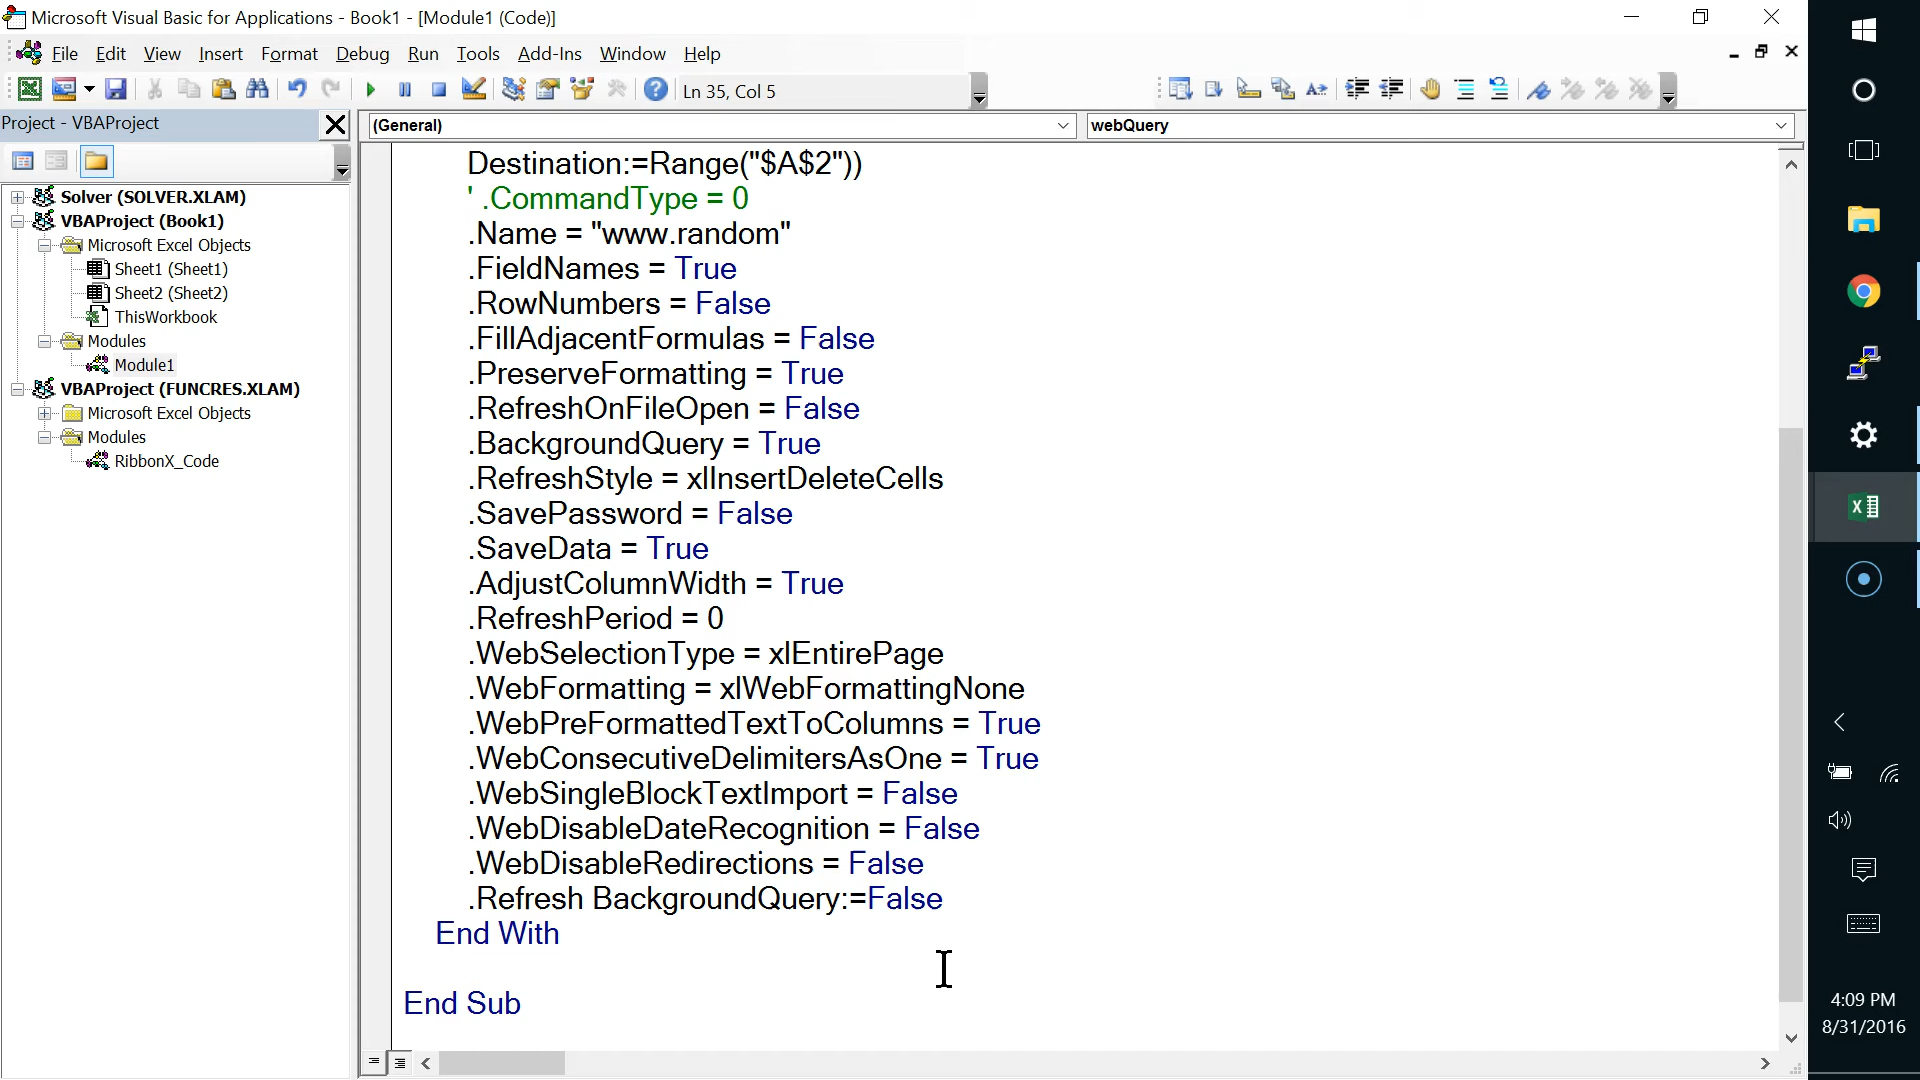 Microsoft Visual Basic for Applications - Book1 - [Module1 (Code)]
File Edit View Insert Format Debug Run Tools Add-Ins Window Help
Ln 35, Col 5
Project - VBAProject
(General)
webQuery
Solver (SOLVER.XLAM)
VBAProject (Book1)
Microsoft Excel Objects
Sheet1 (Sheet1)
Sheet2 (Sheet2)
ThisWorkbook
Modules
Module1
VBAProject (FUNCRES.XLAM)
Microsoft Excel Objects
Modules
RibbonX_Code
Destination:=Range("$A$2"))
' .CommandType = 0
.Name = "www.random"
.FieldNames = True
.RowNumbers = False
.FillAdjacentFormulas = False
.PreserveFormatting = True
.RefreshOnFileOpen = False
.BackgroundQuery = True
.RefreshStyle = xlInsertDeleteCells
.SavePassword = False
.SaveData = True
.AdjustColumnWidth = True
.RefreshPeriod = 0
.WebSelectionType = xlEntirePage
.WebFormatting = xlWebFormattingNone
.WebPreFormattedTextToColumns = True
.WebConsecutiveDelimitersAsOne = True
.WebSingleBlockTextImport = False
.WebDisableDateRecognition = False
.WebDisableRedirections = False
.Refresh BackgroundQuery:=False
End With
End Sub
4:09 PM
8/31/2016